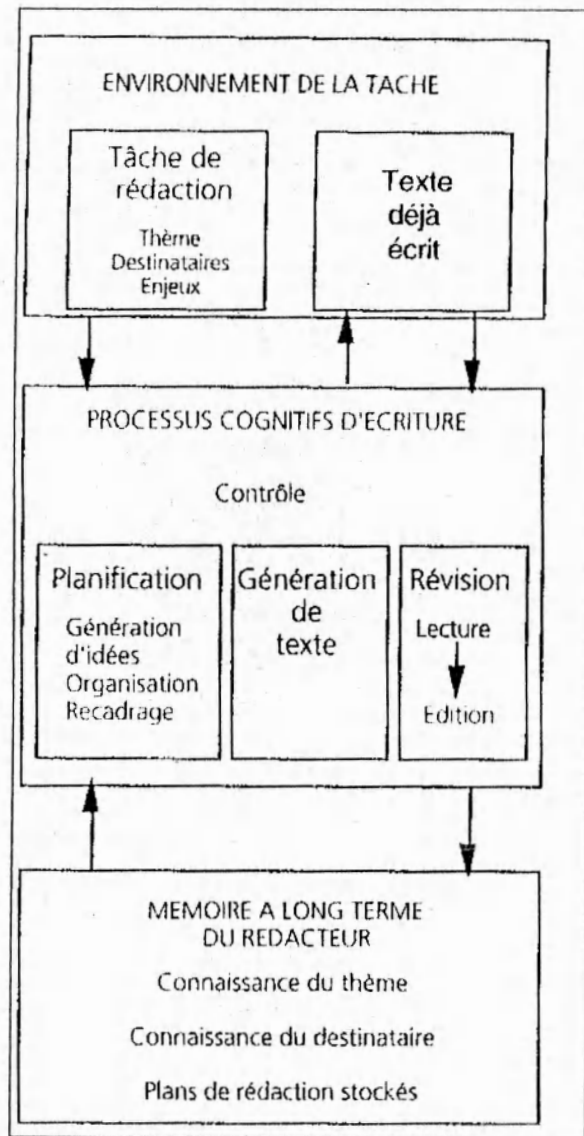 ENVIRONNEMENT DE LA TACHE
Tâche de
rédaction
Thème
Destinataires
Enjeux
Texte
déjà
écrit
PROCESSUS COGNITIFS D'ECRITURE
Contrôle
Planification
Génération
d'idées
Organisation
Recadrage
Génération
de
texte
Révision
Lecture
Edition
MEMOIRE A LONG TERME
DU REDACTEUR
Connaissance du thème
Connaissance du destinataire
Plans de rédaction stockés